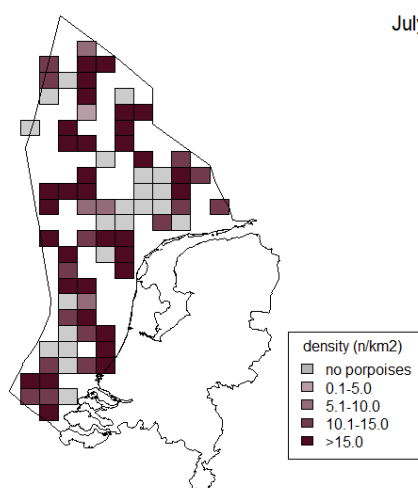 July
density (n/km2)
no porpoises
0.1-5.0
5.1-10.0
10.1-15.0
>15.0